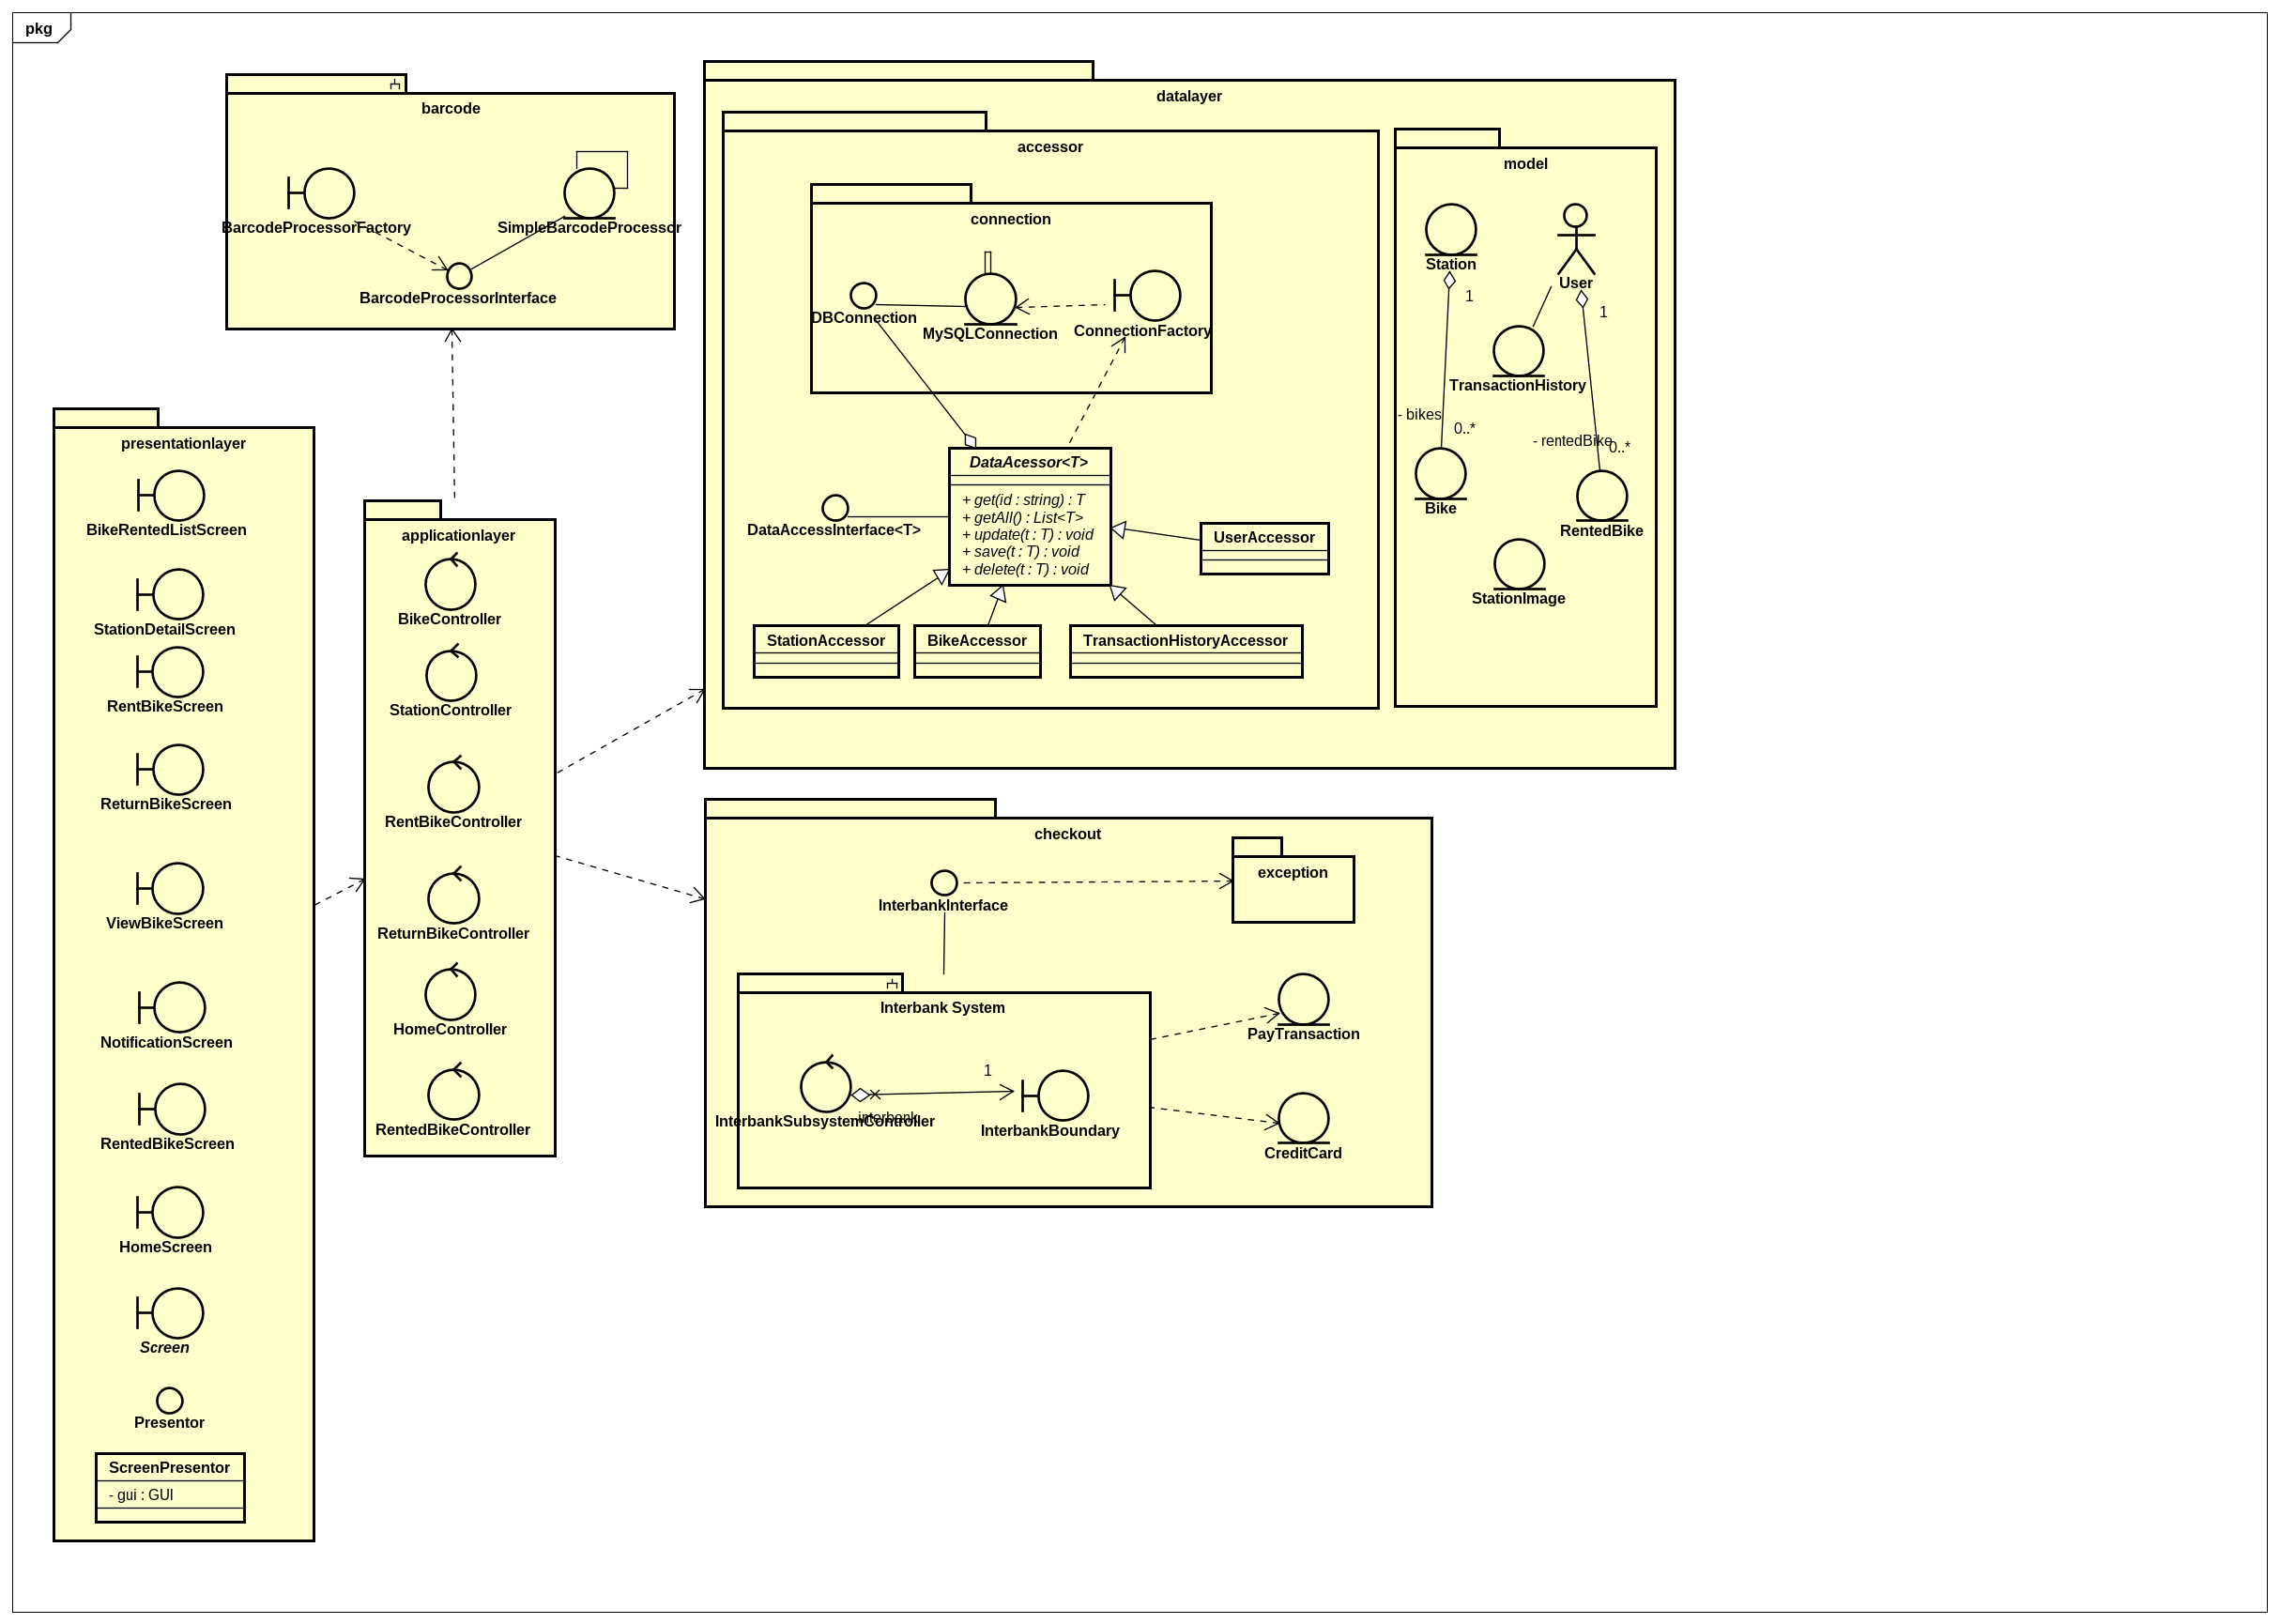 pkg
barcode
BarcodeProcessorFactory
SimpleBarcodeProcessor
BarcodeProcessorInterface
datalayer
accessor
connection
DBConnection
MySQLConnection
ConnectionFactory
DataAcessor<T>
+ get(id : string) : T
+ getAll() : List<T>
+ update(t : T) : void
+ save(t : T) : void
+ delete(t : T) : void
DataAccessInterface<T>
UserAccessor
StationAccessor
BikeAccessor
TransactionHistoryAccessor
model
Station
User
1
1
TransactionHistory
- bikes
0..*
- rentedBike
0..*
Bike
RentedBike
StationImage
presentationlayer
BikeRentedListScreen
StationDetailScreen
RentBikeScreen
ReturnBikeScreen
ViewBikeScreen
NotificationScreen
RentedBikeScreen
HomeScreen
Screen
Presentor
ScreenPresentor
- gui : GUI
applicationlayer
BikeController
StationController
RentBikeController
ReturnBikeController
HomeController
RentedBikeController
checkout
InterbankInterface
exception
Interbank System
InterbankSubsystemController
- interbank
1
InterbankBoundary
PayTransaction
CreditCard